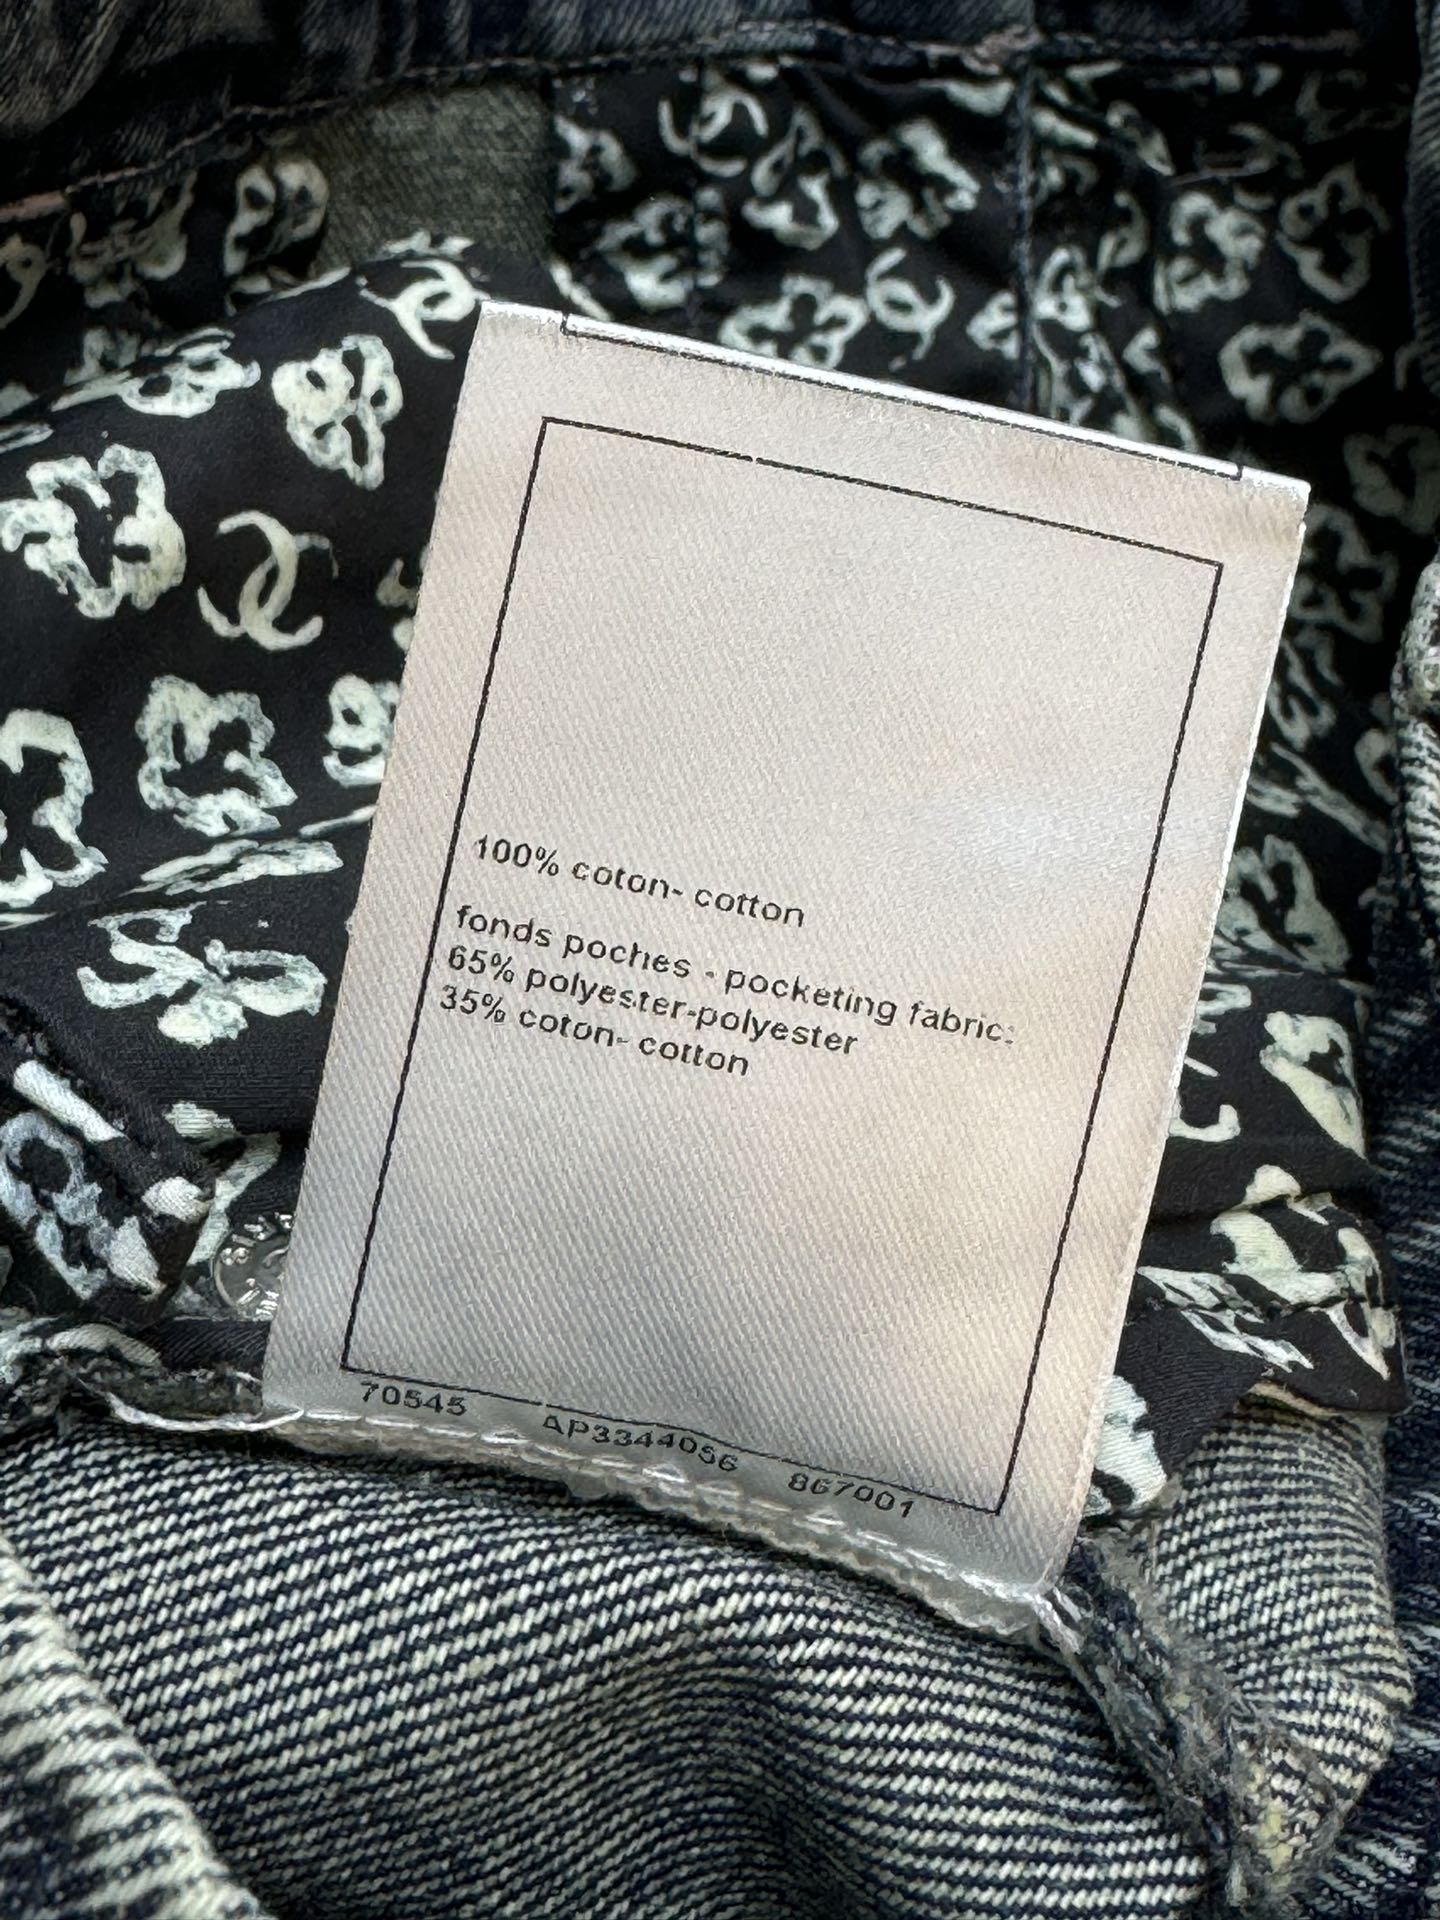 100% coton- cotton
fonds poches - pocketing fabric:
65% polyester-polyester
35% coton- cotton
70545 AP3344056 867001